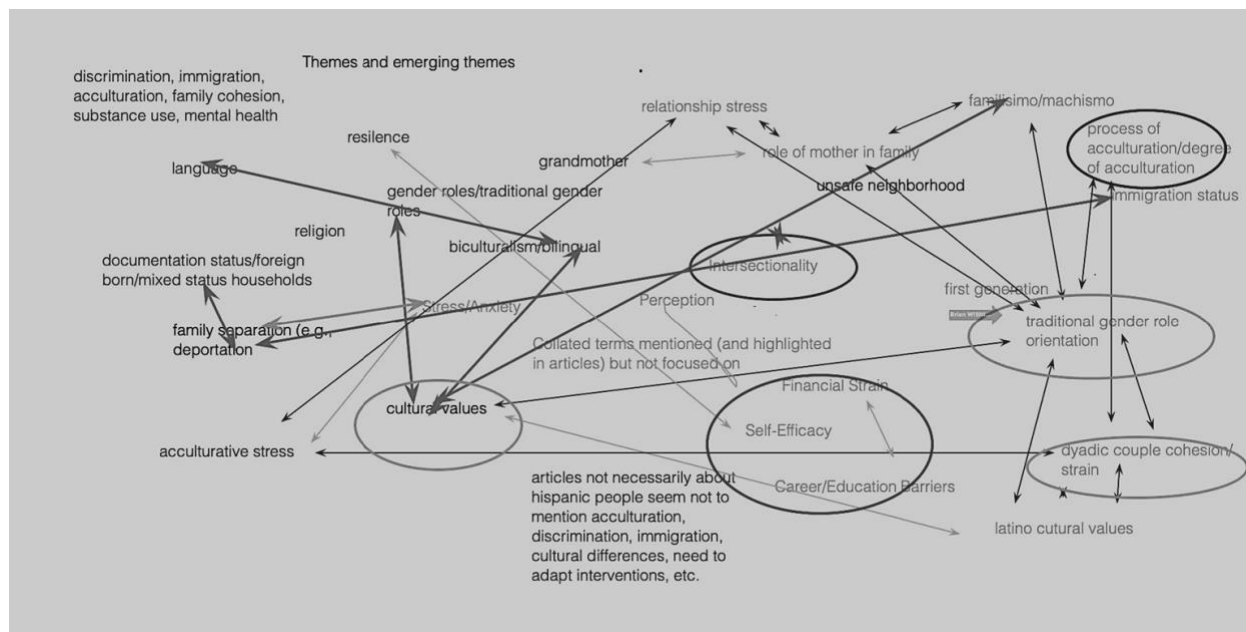 Themes and emerging themes
discrimination, immigration,
acculturation, family cohesion,
substance use, mental health
relationship stress
familisimo/machismo
process of
acculturation/degree
of acculturation
resilence
grandmother
role of mother in family
language
unsafe neighborhood
immigration status
gender roles/traditional gender
roles
religion
biculturalism/bilingual
documentation status/foreign
born/mixed status households
Intersectionality
Stress/Anxiety
Perception
first generation
family separation (e.g.,
deportation
traditional gender role
orientation
Collated terms mentioned (and highlighted
in articles) but not focused on
Financial Strain
cultural values
Self-Efficacy
acculturative stress
dyadic couple cohesion/
strain
articles not necessarily about
hispanic people seem not to
mention acculturation,
discrimination, immigration,
cultural differences, need to
adapt interventions, etc.
Career/Education Barriers
latino cutural values